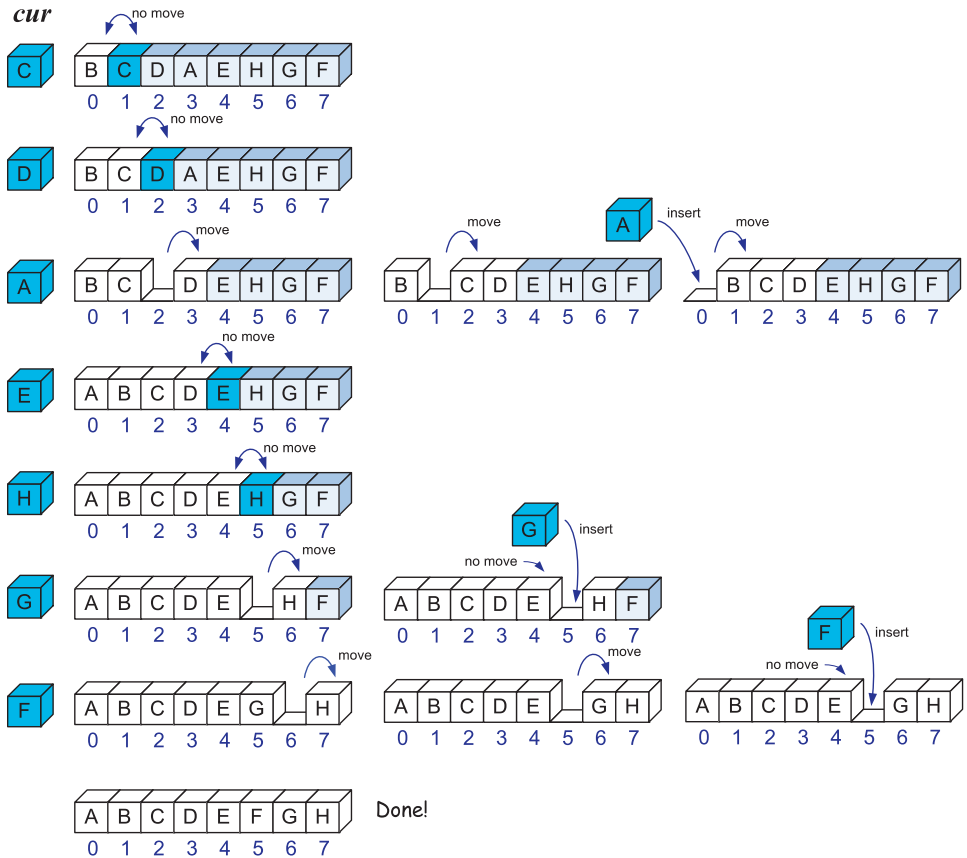 cur
no move
C
B C D A E H G F
0 1 2 3 4 5 6 7
no move
D
B C D A E H G F
0 1 2 3 4 5 6 7
move
A
B C D E H G F
0 1 2 3 4 5 6 7
move
B C D E H G F
0 1 2 3 4 5 6 7
A
insert
move
B C D E H G F
0 1 2 3 4 5 6 7
no move
E
A B C D E H G F
0 1 2 3 4 5 6 7
no move
H
A B C D E H G F
0 1 2 3 4 5 6 7
move
G
A B C D E H F
0 1 2 3 4 5 6 7
G
insert
no move
A B C D E H F
0 1 2 3 4 5 6 7
move
F
A B C D E G H
0 1 2 3 4 5 6 7
move
A B C D E G H
0 1 2 3 4 5 6 7
F
insert
no move
A B C D E G H
0 1 2 3 4 5 6 7
A B C D E F G H
0 1 2 3 4 5 6 7
Done!